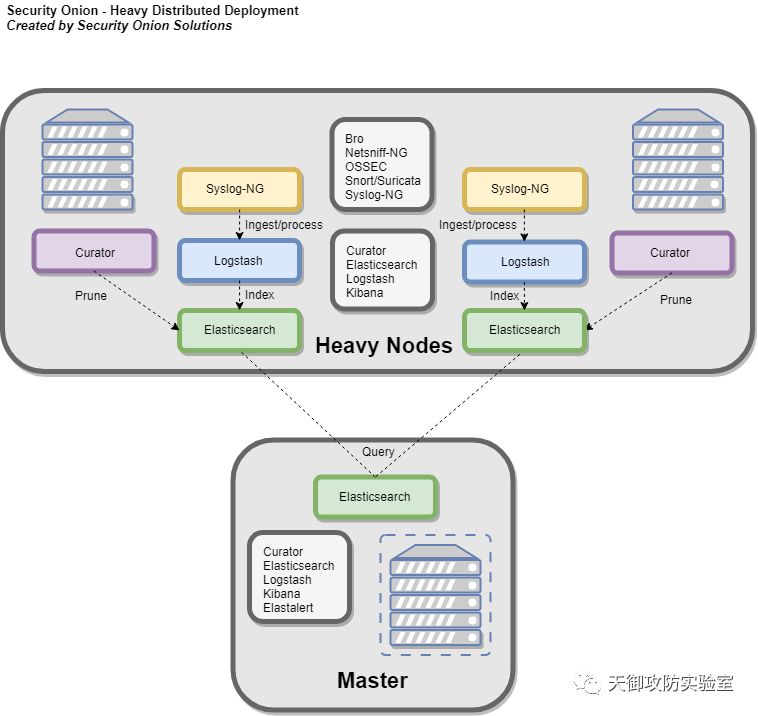 Security Onion - Heavy Distributed Deployment
Created by Security Onion Solutions
Bro
Netsniff-NG
OSSEC
Snort/Suricata
Syslog-NG
Syslog-NG
Syslog-NG
Ingest/process
Ingest/process
Curator
Logstash
Curator
Elasticsearch
Logstash
Kibana
Logstash
Curator
Prune
Index
Index
Prune
Elasticsearch
Elasticsearch
Heavy Nodes
Query
Elasticsearch
Curator
Elasticsearch
Logstash
Kibana
Elastalert
Master
天御攻防实验室